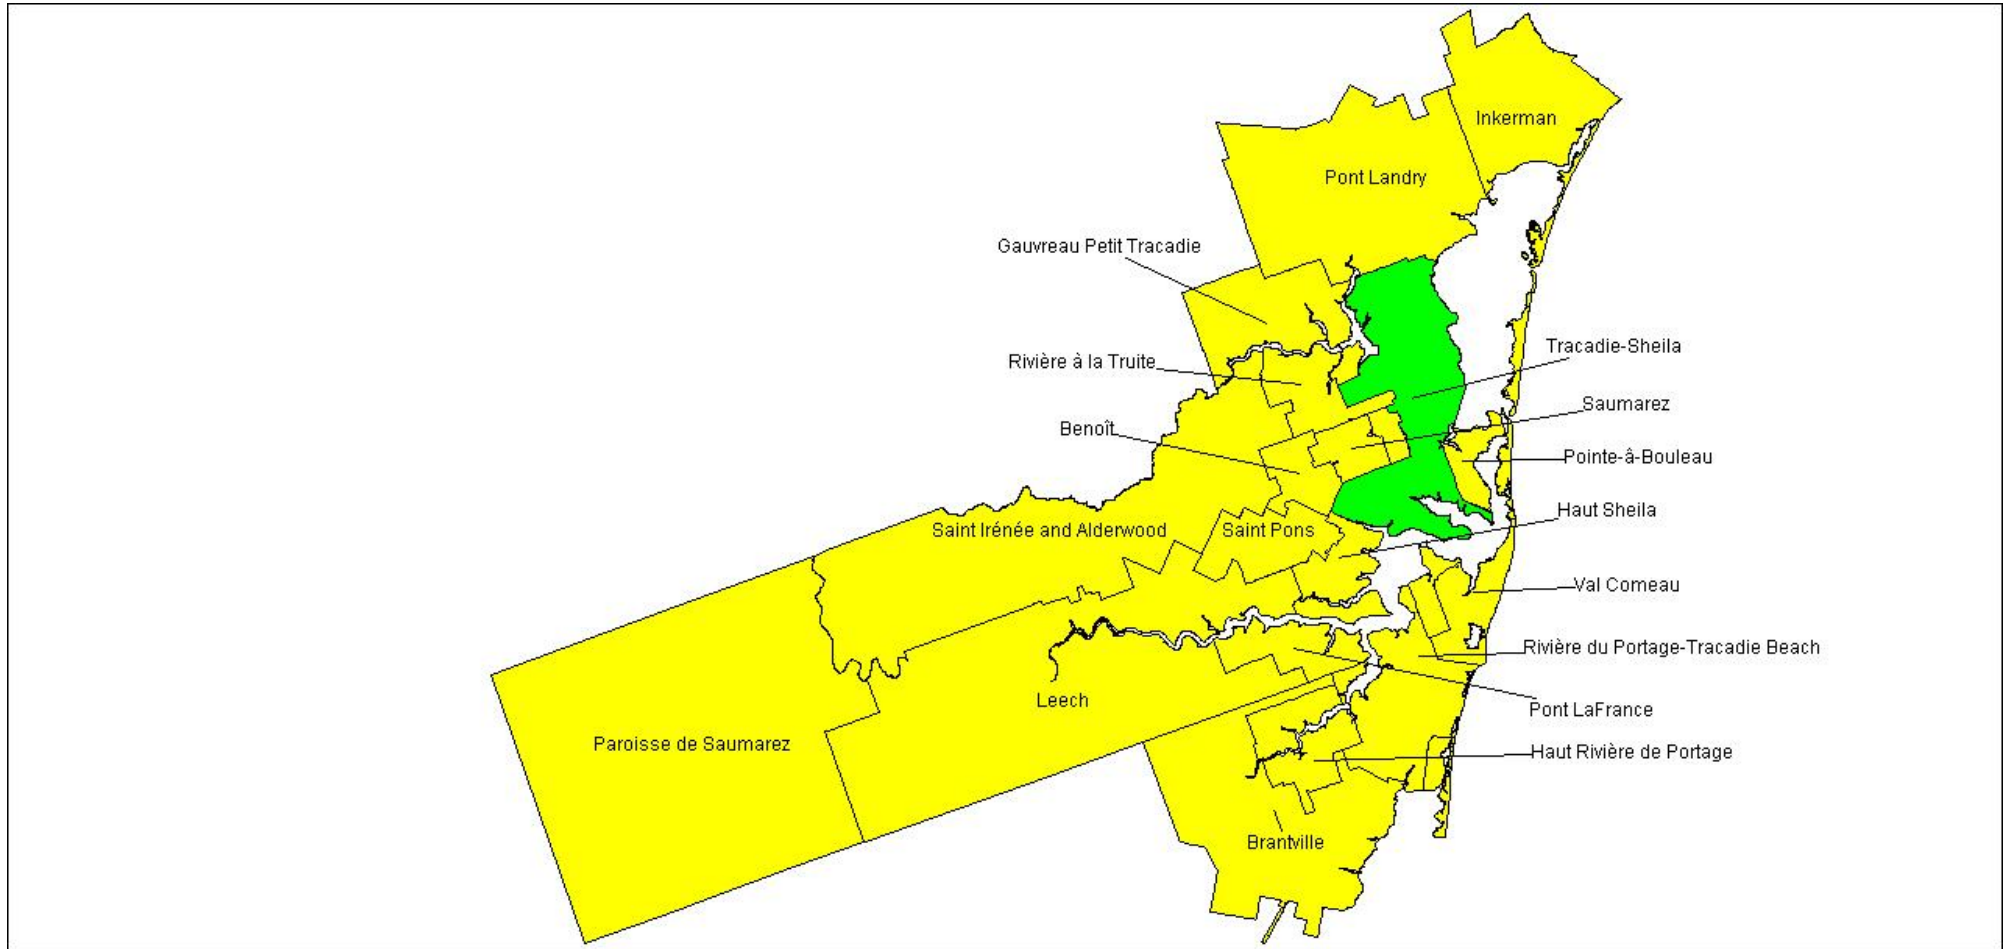 Inkerman
Pont Landry
Gauvreau Petit Tracadie
Tracadie-Sheila
Rivière à la Truite
Saumarez
Benoît
Pointe-â-Bouleau
Haut Sheila
Saint Irénée and Alderwood
Saint Pons
Val Comeau
Rivière du Portage-Tracadie Beach
Leech
Pont LaFrance
Paroisse de Saumarez
Haut Rivière de Portage
Brantville